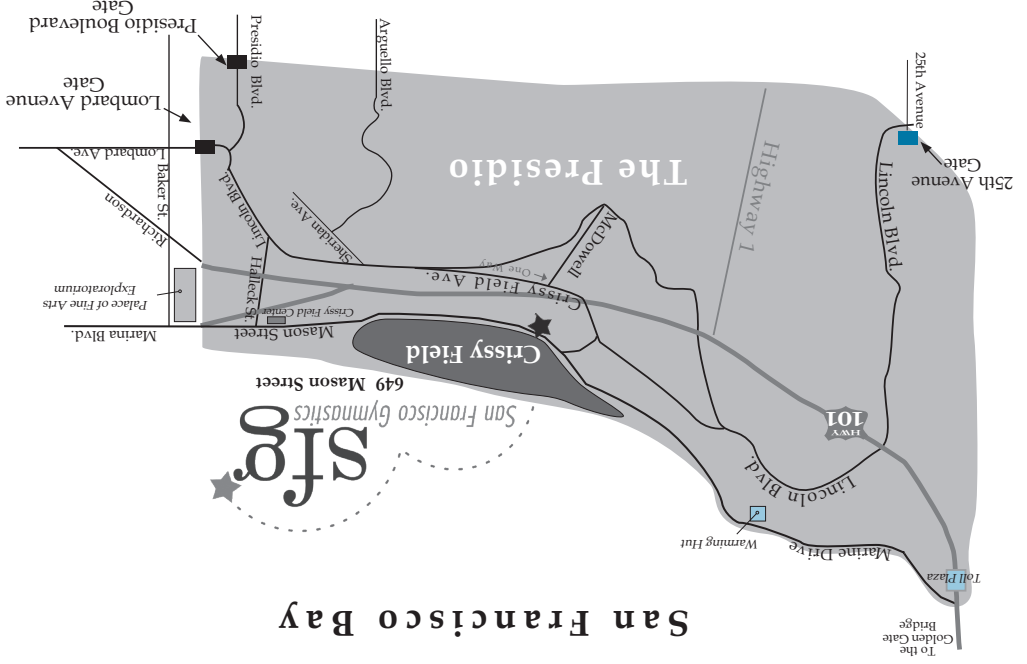 To the
Golden Gate
Bridge
San Francisco Bay
Toll Plaza
Marine Drive
Warming Hut
Lincoln Blvd.
sfg
San Francisco Gymnastics
649 Mason Street
HWY
101
Crissy Field
Marina Blvd.
Mason Street
Crissy Field Center
Palace of Fine Arts
Exploratorium
Halleck St.
Crissy Field Ave.
One Way
McDowell
Highway 1
Lincoln Blvd.
Richardson
Sheridan Ave.
Lincoln Blvd.
Baker St.
The Presidio
25th Avenue
Gate
Lombard Ave.
Lombard Avenue
Gate
25th Avenue
Arguello Blvd.
Presidio Blvd.
Presidio Boulevard
Gate